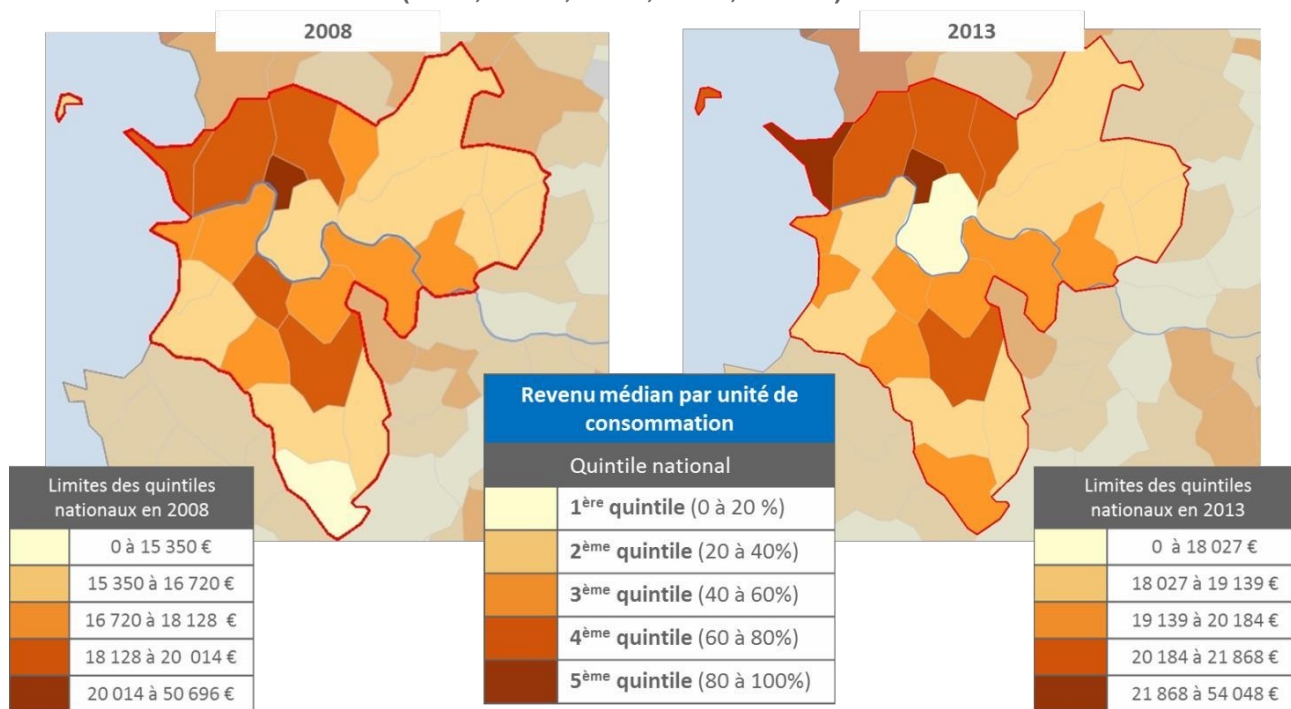 2008
2013
Revenu médian par unité de
consommation
Quintile national
1ère quintile (0 à 20 %)
2ème quintile (20 à 40%)
3ème quintile (40 à 60%)
4ème quintile (60 à 80%)
5ème quintile (80 à 100%)
Limites des quintiles
nationaux en 2008
0 à 15 350 €
15 350 à 16 720 €
16 720 à 18 128 €
18 128 à 20 014 €
20 014 à 50 696 €
Limites des quintiles
nationaux en 2013
0 à 18 027 €
18 027 à 19 139 €
19 139 à 20 184 €
20 184 à 21 868 €
21 868 à 54 048 €